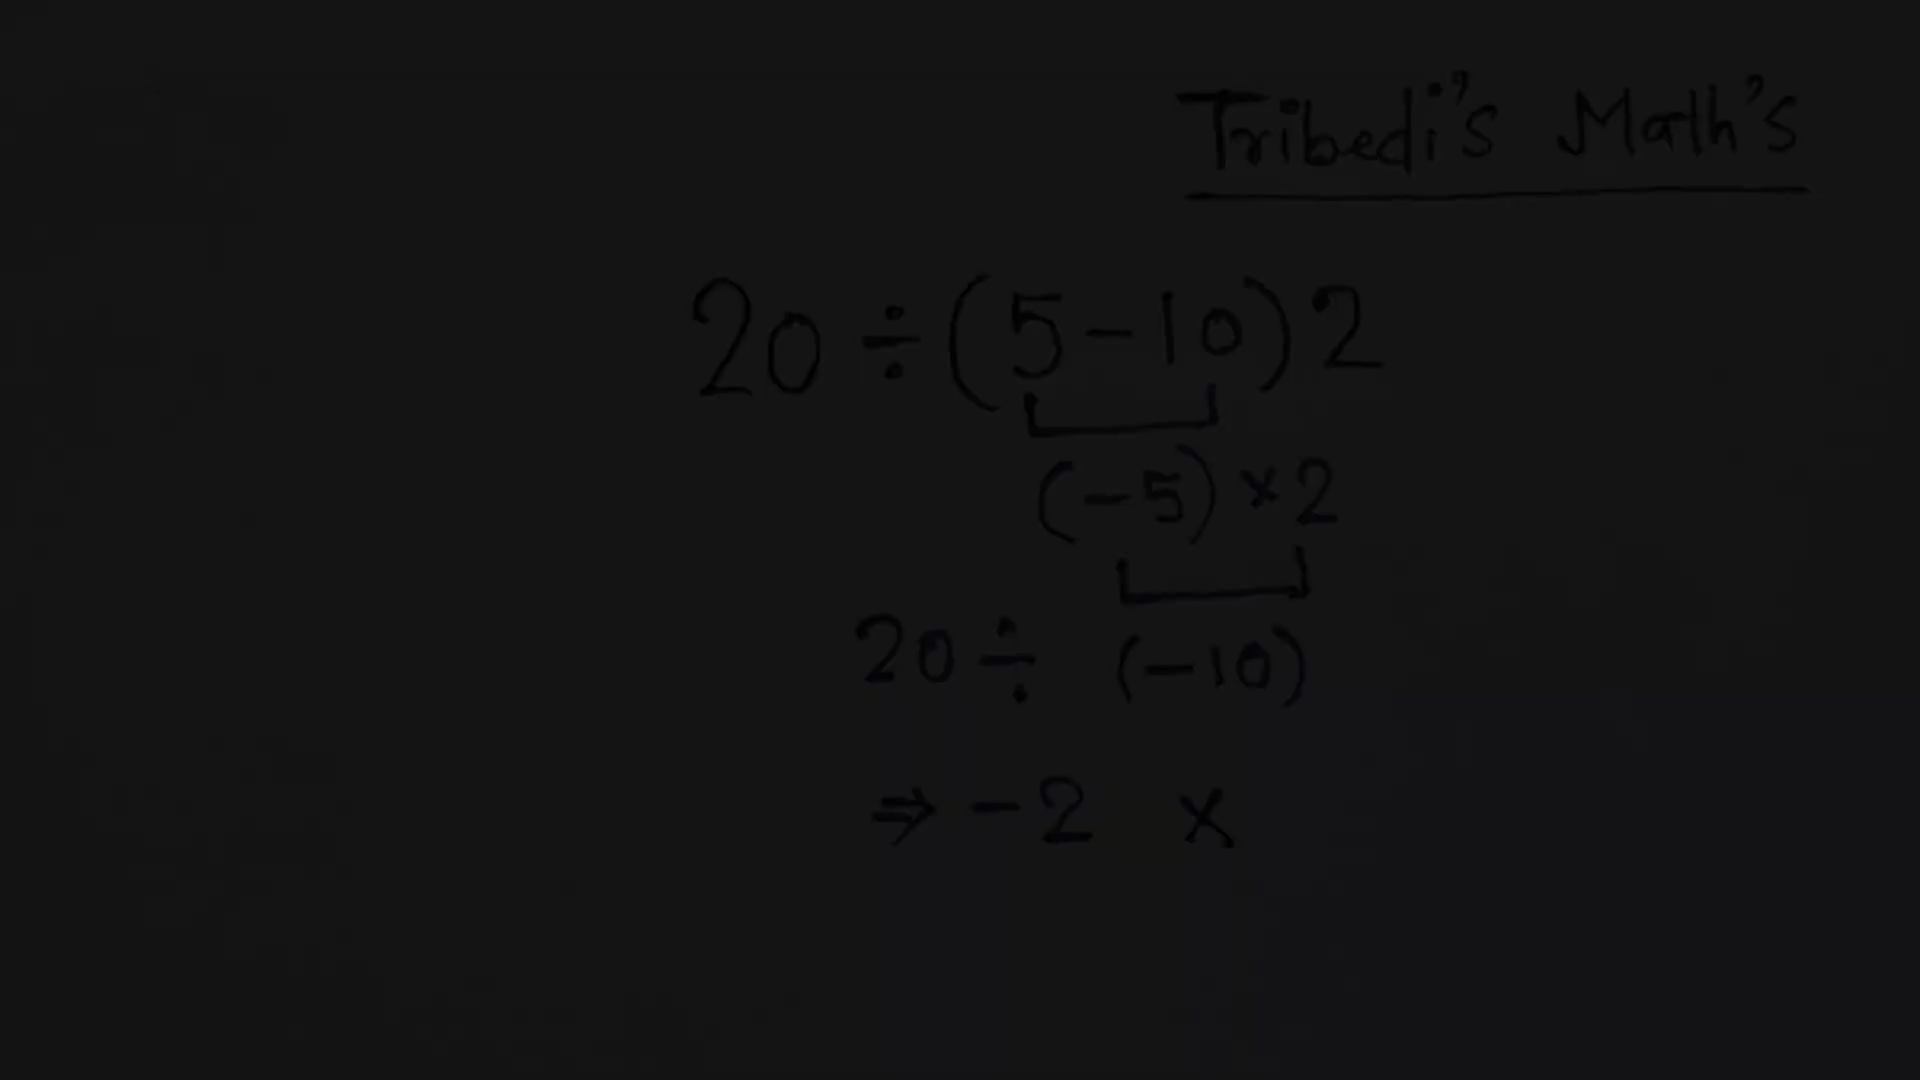 Tribedi's Math's
20 ÷ (5 - 10) 2
(-5) × 2
20 ÷ (-10)
⇒ -2 ×